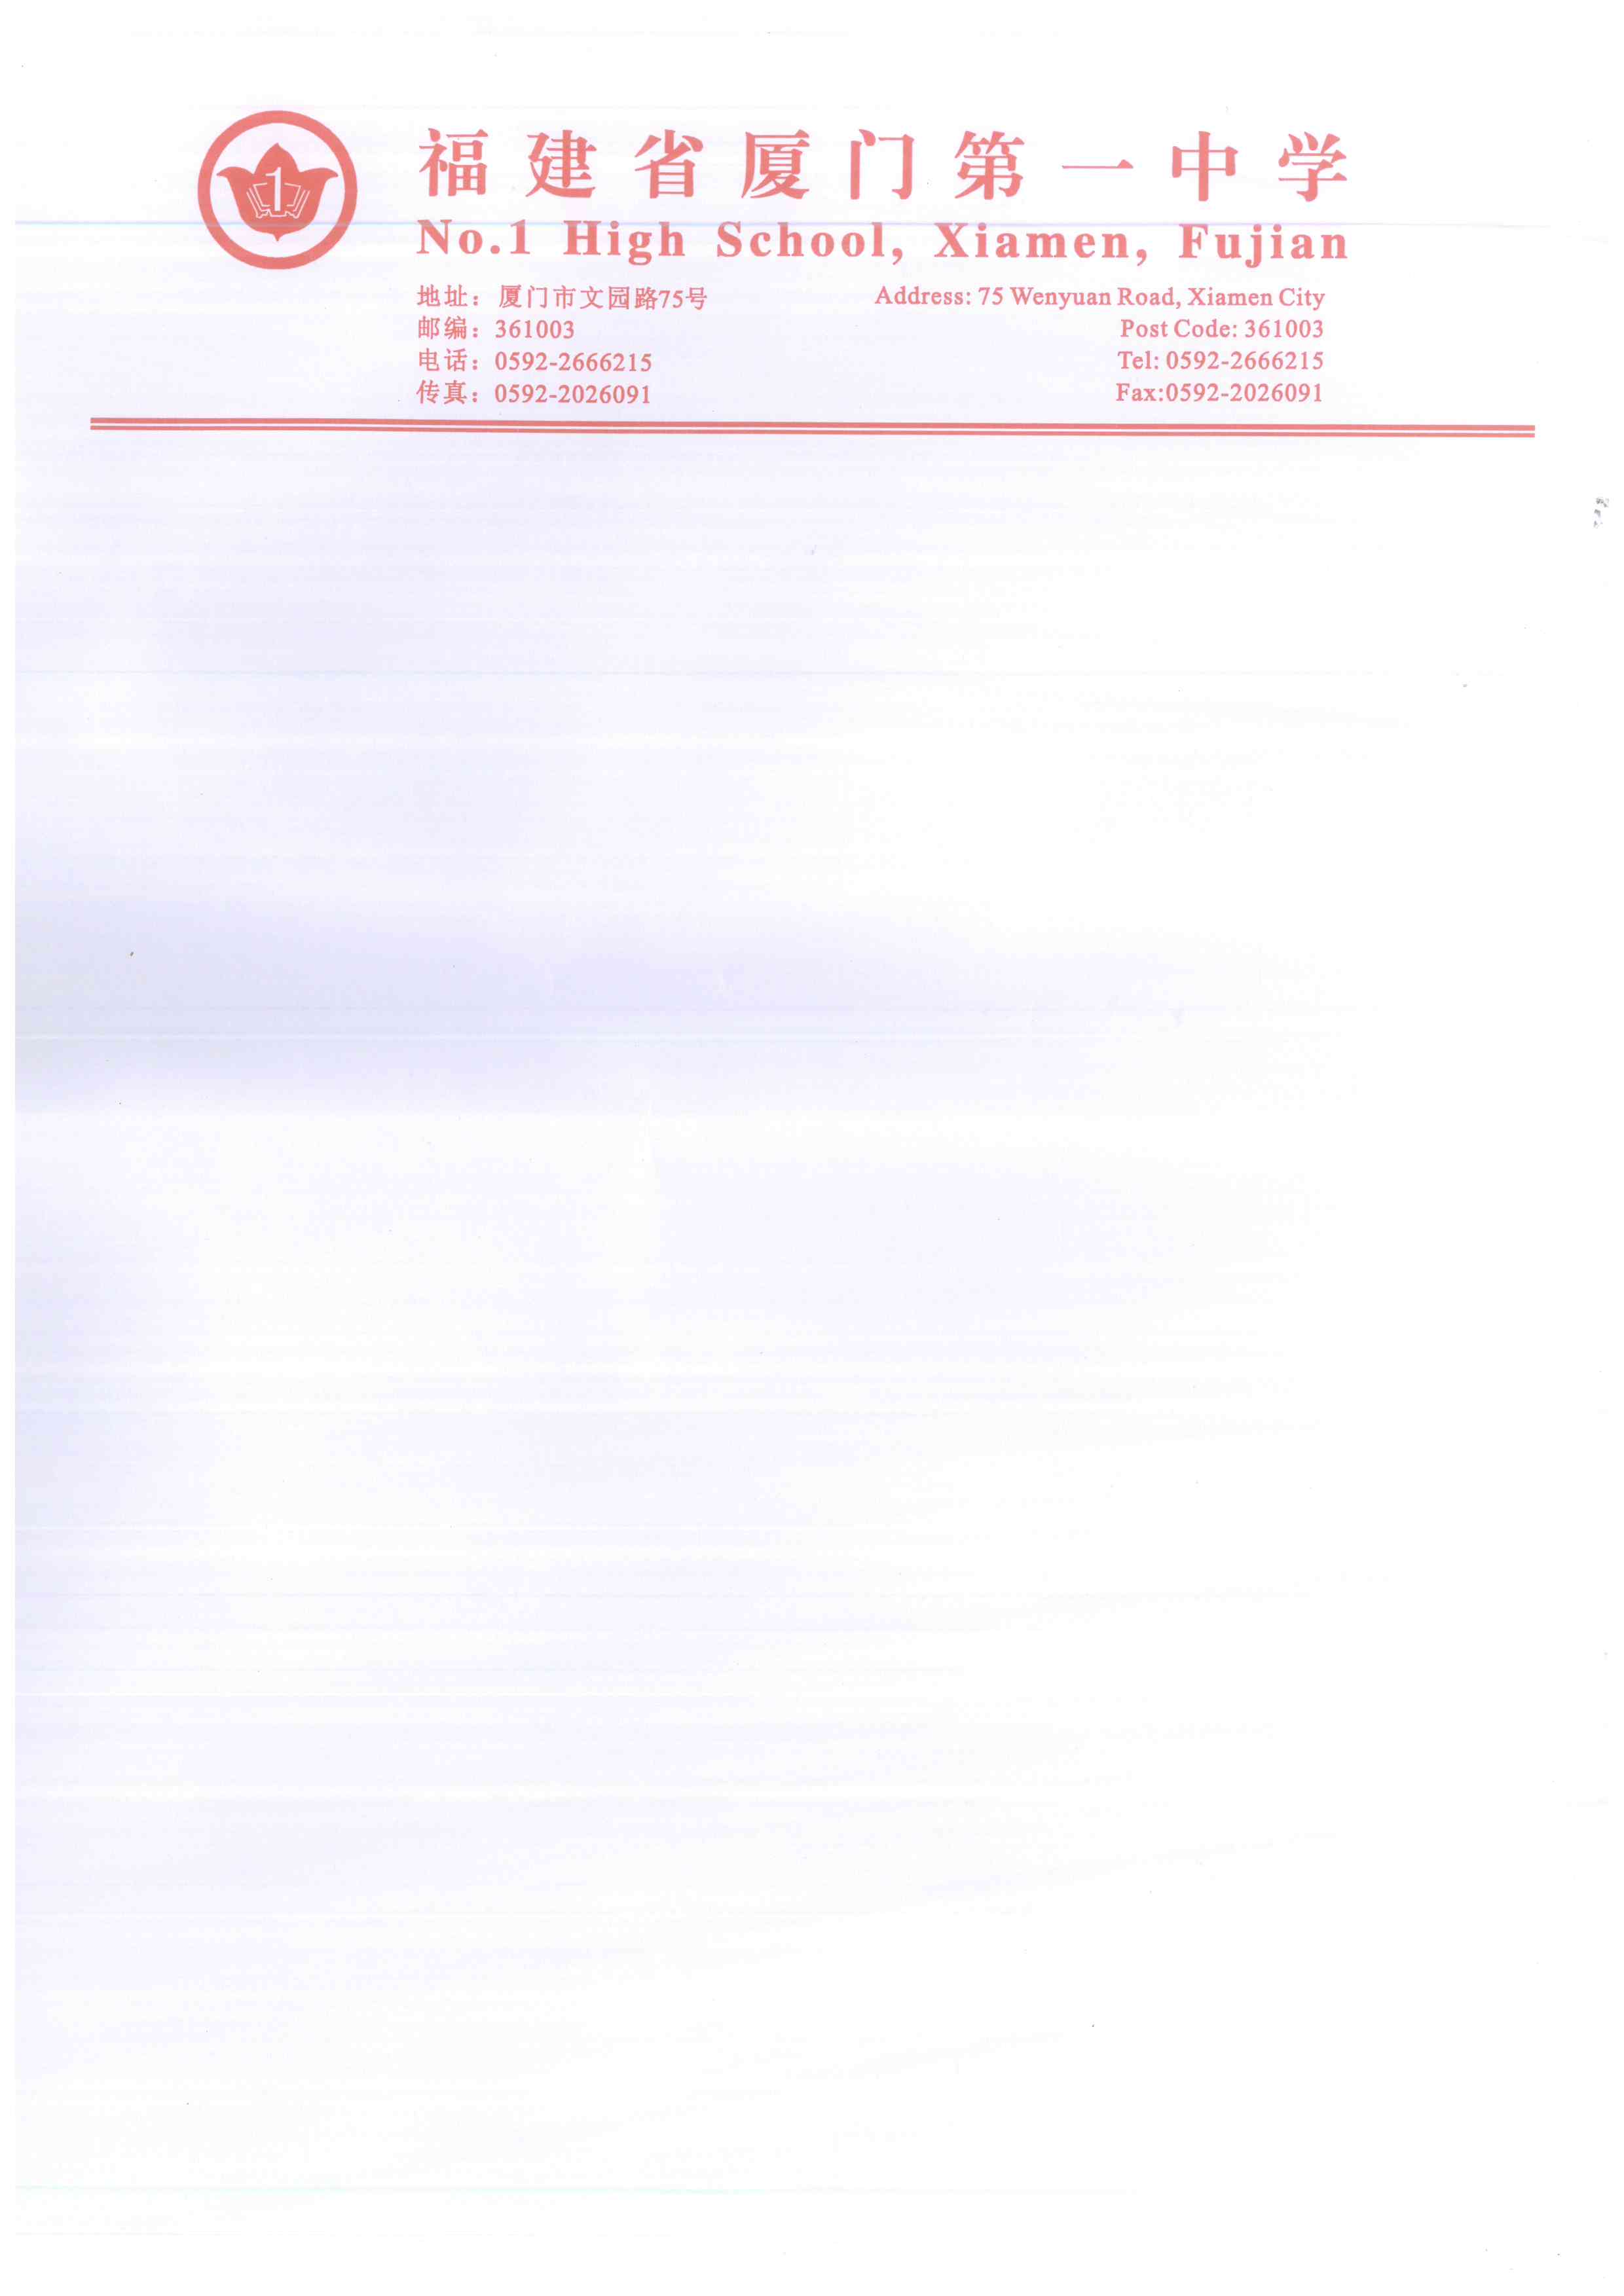 1
福建省厦门第一中学
No.1 High School, Xiamen, Fujian
地址：厦门市文园路75号
Address: 75 Wenyuan Road, Xiamen City
邮编：361003
Post Code: 361003
电话：0592-2666215
Tel: 0592-2666215
传真：0592-2026091
Fax:0592-2026091